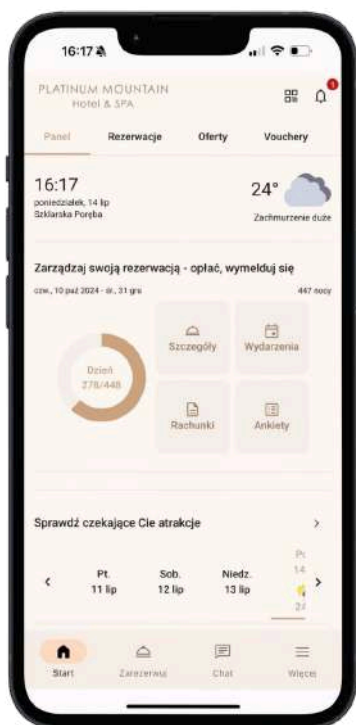 16:17
PLATINUM MOUNTAIN
Hotel & SPA
Panel Rezerwacje Oferty Vouchery
16:17
poniedziałek, 14 lip
Szklarska Poręba
24°
Zachmurzenie duże
Zarządzaj swoją rezerwacją - opłać, wymelduj się
czw., 10 paź 2024 - śr., 31 gru
447 nocy
Dzień
278/448
Szczegóły
Wydarzenia
Rachunki
Ankiety
Sprawdź czekające Cie atrakcje
Pt.
11 lip
Sob.
12 lip
Niedz.
13 lip
14
Start Zarezerwuj Chat Więcej